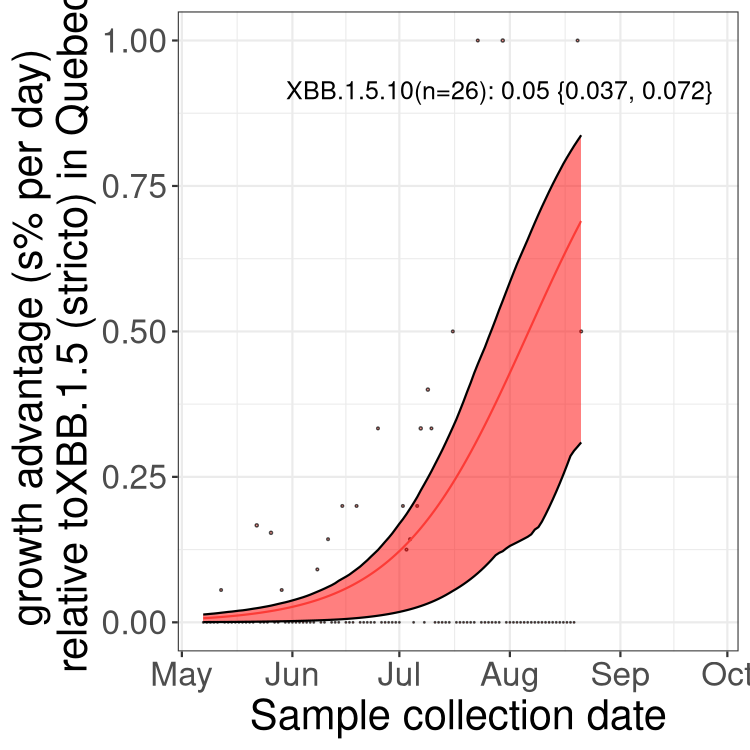 growth advantage (s% per day)
relative toXBB.1.5 (stricto) in Quebec
1.00
0.75
0.50
0.25
0.00
XBB.1.5.10(n=26): 0.05 {0.037, 0.072}
May Jun Jul Aug Sep Oct
Sample collection date